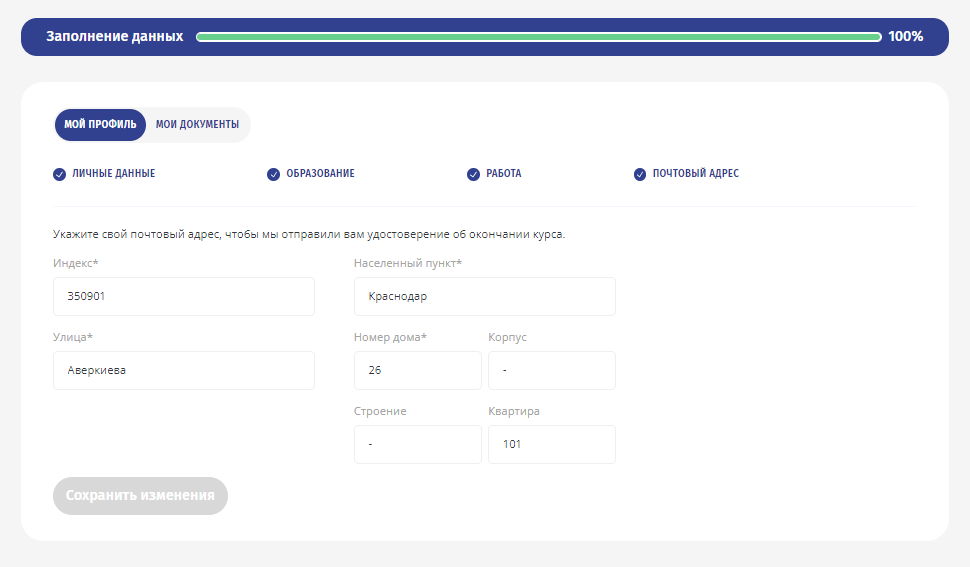 Заполнение данных 100%
МОЙ ПРОФИЛЬ МОИ ДОКУМЕНТЫ
ЛИЧНЫЕ ДАННЫЕ ОБРАЗОВАНИЕ РАБОТА ПОЧТОВЫЙ АДРЕС
Укажите свой почтовый адрес, чтобы мы отправили вам удостоверение об окончании курса.
Индекс* Населенный пункт*
350901 Краснодар
Улица* Номер дома* Корпус
Аверкиева 26 -
Строение Квартира
- 101
Сохранить изменения